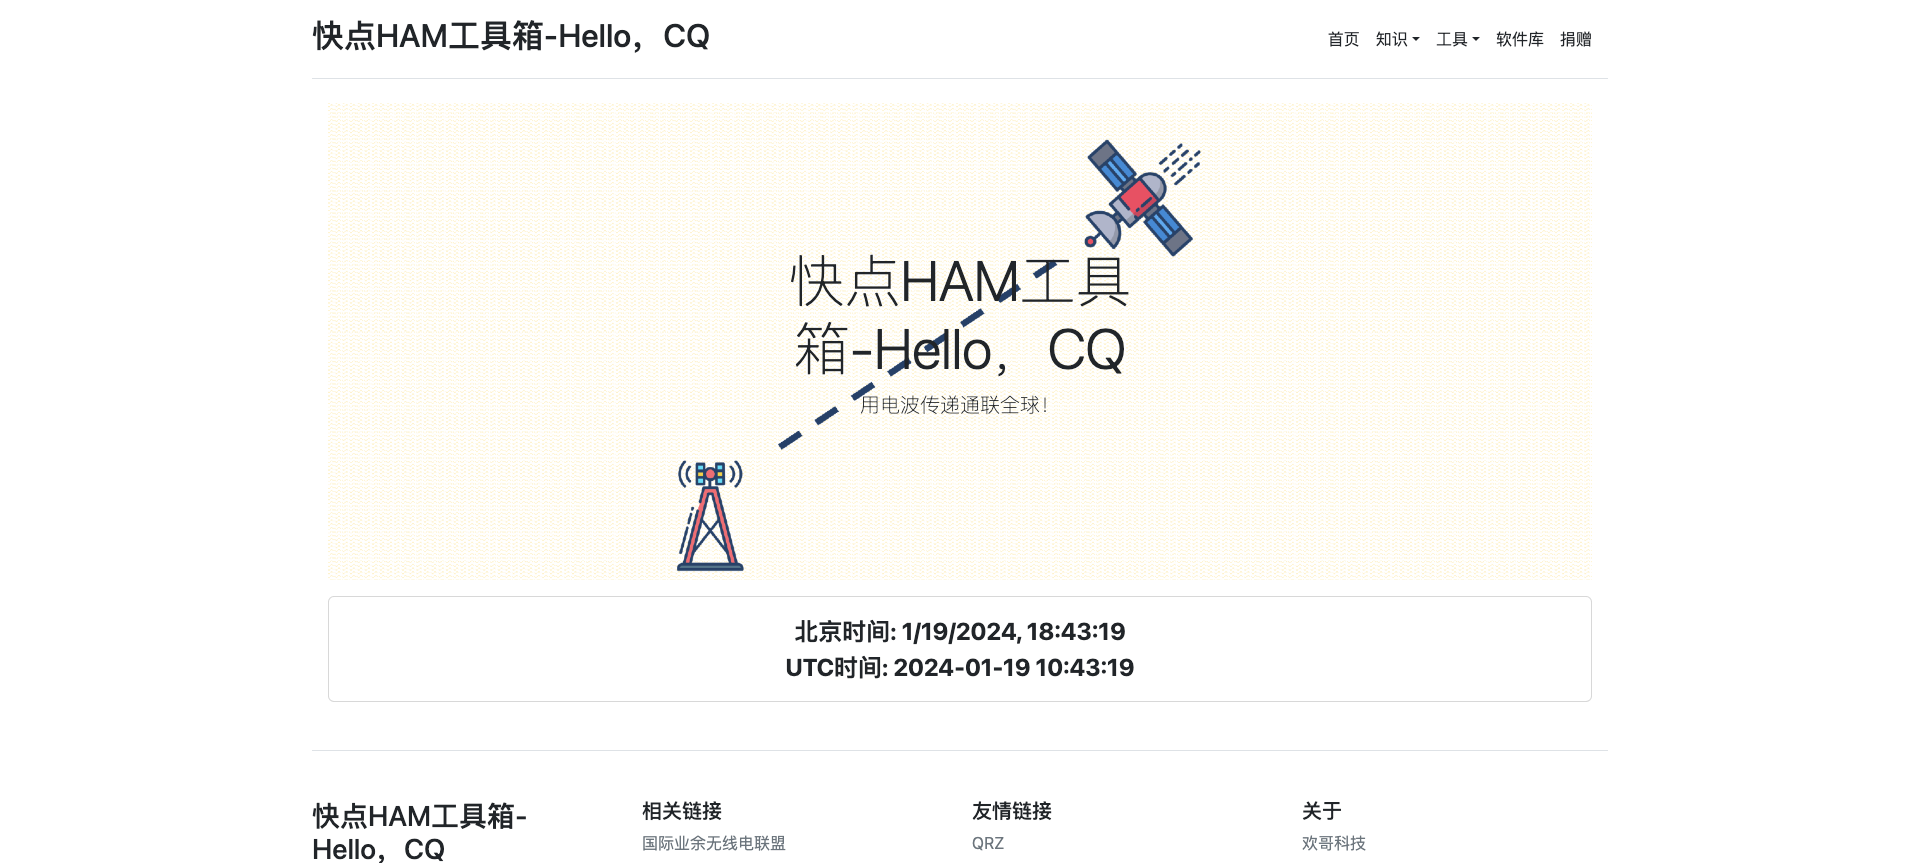 快点HAM工具箱-Hello，CQ
首页 知识 工具 软件库 捐赠
快点HAM工具
箱-Hello，CQ
用电波传递通联全球！
北京时间: 1/19/2024, 18:43:19
UTC时间: 2024-01-19 10:43:19
快点HAM工具箱-
Hello，CQ
相关链接
国际业余无线电联盟
友情链接
QRZ
关于
欢哥科技